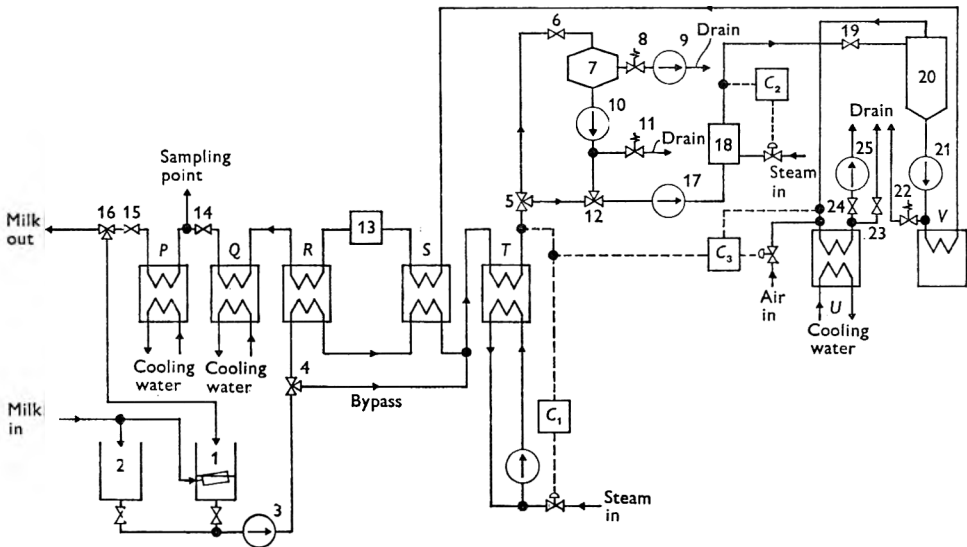 6
8
9
Drain
7
10
11
Drain
5
12
17
18
C₂
Steam in
19
20
Drain
25
21
24
22
23
V
C₃
Air in
U
Cooling water
Sampling point
Milk out
16
15
14
13
P
Q
R
S
T
Cooling water
Cooling water
4
Bypass
Milk in
2
1
3
C₁
Steam in